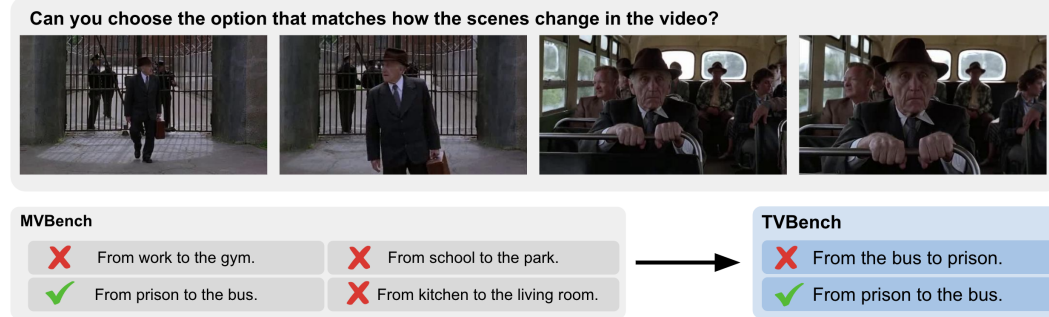 Can you choose the option that matches how the scenes change in the video?
MVBench
From work to the gym.
From school to the park.
From prison to the bus.
From kitchen to the living room.
TVBench
From the bus to prison.
From prison to the bus.